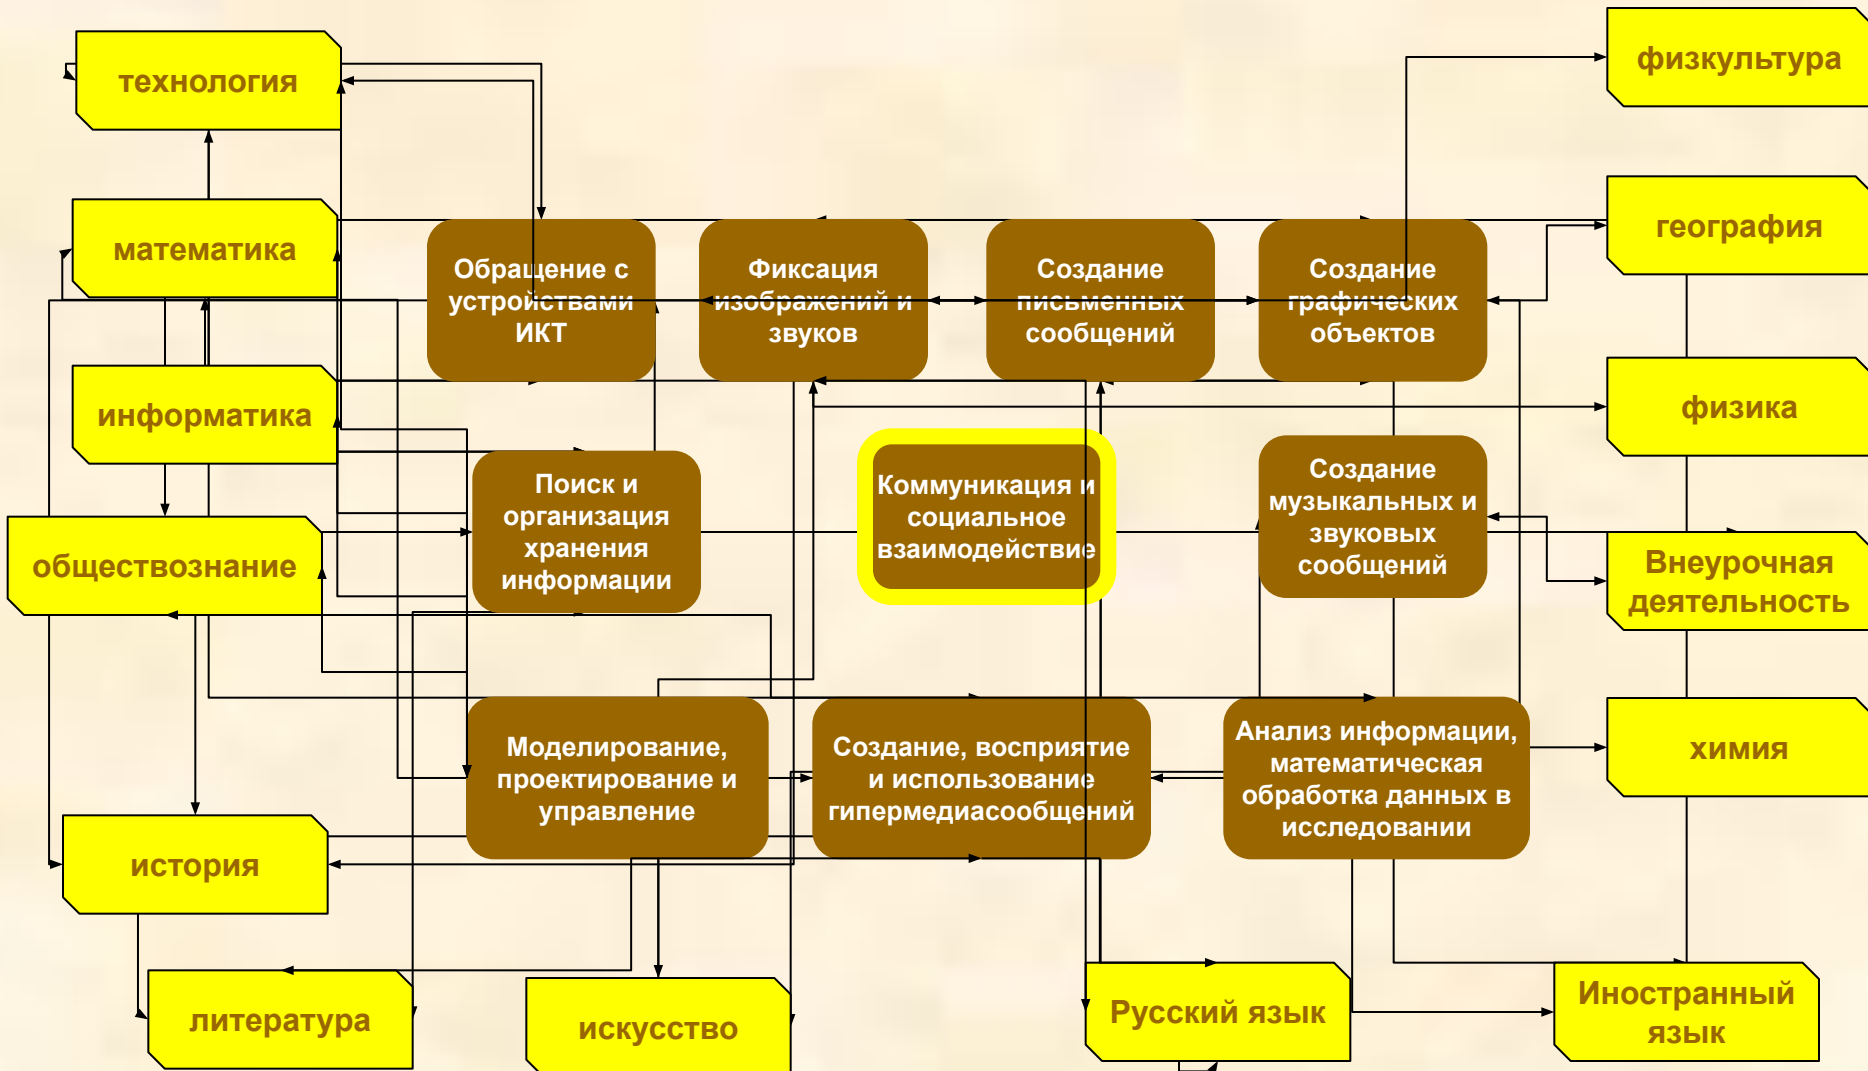 технология
физкультура
математика
география
Обращение с
устройствами
ИКТ
Фиксация
изображений и
звуков
Создание
письменных
сообщений
Создание
графических
объектов
информатика
физика
Поиск и
организация
хранения
информации
Коммуникация и
социальное
взаимодействие
Создание
музыкальных и
звуковых
сообщений
обществознание
Внеурочная
деятельность
Моделирование,
проектирование и
управление
Создание, восприятие
и использование
гипермедиасообщений
Анализ информации,
математическая
обработка данных в
исследовании
химия
история
литература
искусство
Русский язык
Иностранный
язык